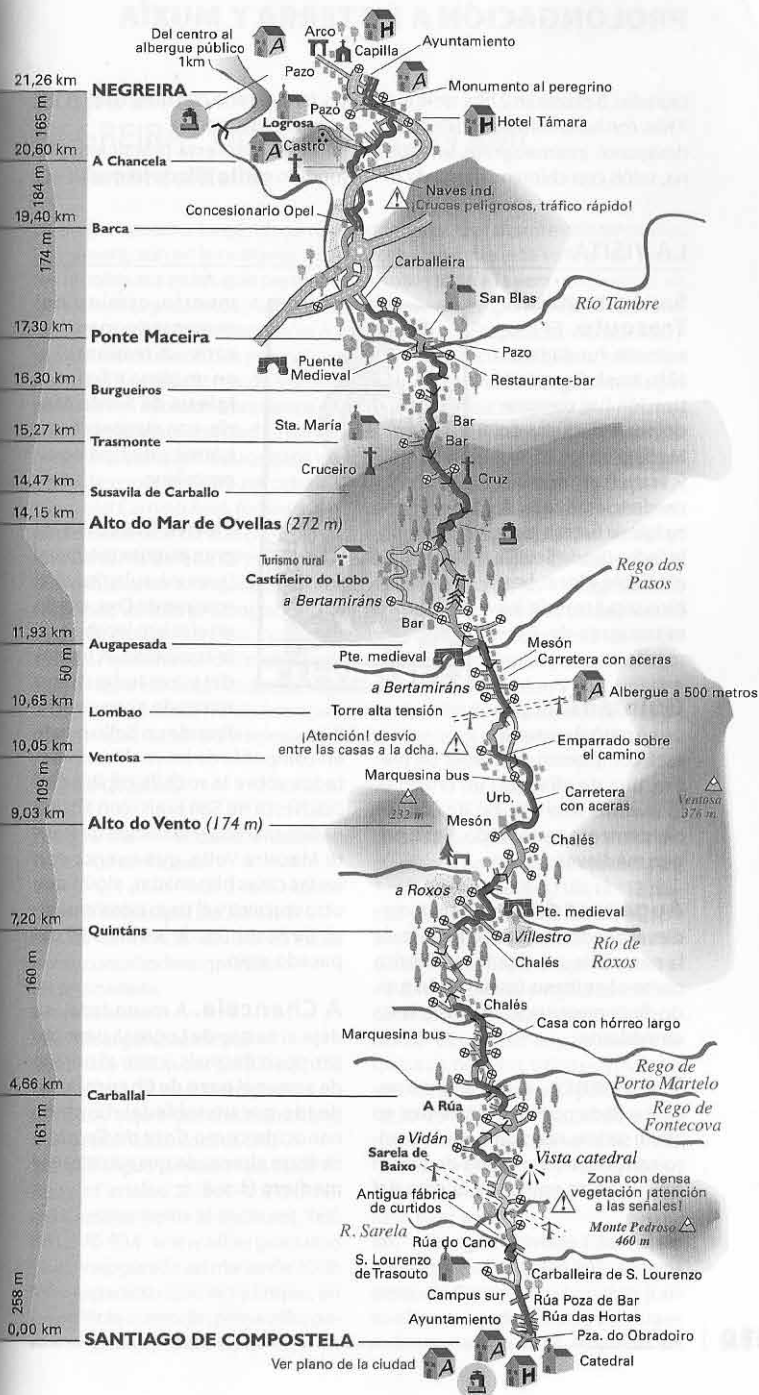 PROLONGACIÓN A
Del centro al
albergue público
1km
A
Arco
H
Capilla
Ayuntamiento
Pazo
A
21,26 km
NEGREIRA
Monumento al peregrino
165 m
Pazo
Logrosa
H Hotel Támara
A
Castro
20,60 km
A Chancela
184 m
Naves ind.
¡Cruces peligrosos, tráfico rápido!
Concesionario Opel
19,40 km
Barca
174 m
Carballeira
San Blas
Río Tambre
17,30 km
Ponte Maceira
Pazo
Puente
Medieval
Restaurante-bar
16,30 km
Burgueiros
Bar
Sta. María
15,27 km
Trasmonte
Bar
Cruceiro
Cruz
14,47 km
Susavila de Carballo
14,15 km
Alto do Mar de Ovellas (272 m)
Turismo rural
Castiñeiro do Lobo
Rego dos
Pasos
a Bertamiráns
Bar
11,93 km
Augapesada
Mesón
50 m
Pte. medieval
Carretera con aceras
a Bertamiráns
A Albergue a 500 metros
10,65 km
Lombao
Torre alta tensión
¡Atención! desvío
entre las casas a la dcha.
Emparrado sobre
el camino
10,05 km
Ventosa
Marquesina bus
109 m
Urb.
Carretera
con aceras
Ventosa
376 m
232 m
9,03 km
Alto do Vento (174 m)
Mesón
Chalés
a Roxos
Pte. medieval
7,20 km
Quintáns
a Villestro
Río de
Roxos
Chalés
160 m
Chalés
Marquesina bus
Casa con hórreo largo
Rego de
Porto Martelo
4,66 km
Carballal
A Rúa
Rego de
Fontecova
161 m
a Vidán
Sarela de
Baixo
Vista catedral
Zona con densa
vegetación ¡atención
a las señales!
Antigua fábrica
de curtidos
Monte Pedroso
460 m
R. Sarela
Rúa do Cano
S. Lourenzo
de Trasouto
Carballeira de S. Lourenzo
258 m
Campus sur
Rúa Poza de Bar
Ayuntamiento
Rúa das Hortas
0,00 km
SANTIAGO DE COMPOSTELA
Pza. do Obradoiro
Ver plano de la ciudad
A
A
H
Catedral